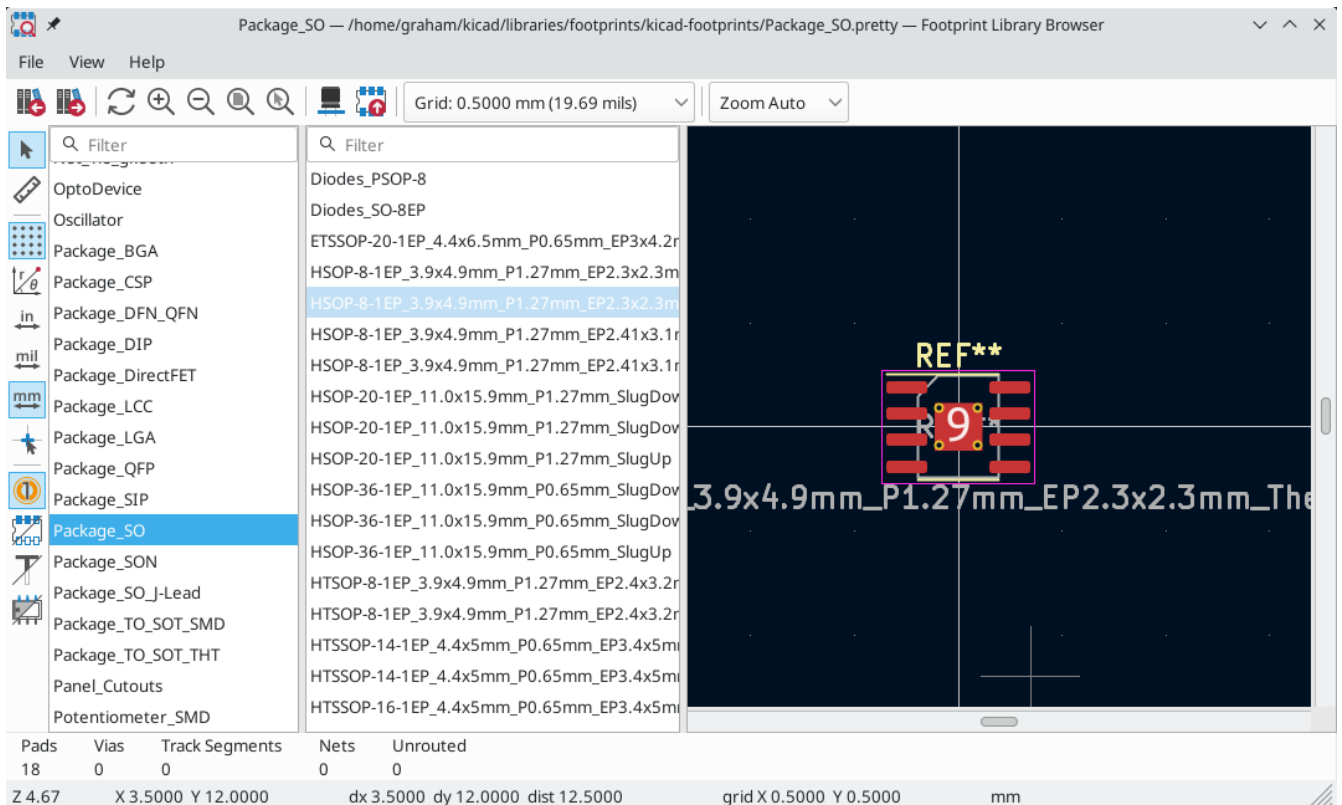 Package_SO — /home/graham/kicad/libraries/footprints/kicad-footprints/Package_SO.pretty — Footprint Library Browser
File View Help
Grid: 0.5000 mm (19.69 mils)
Zoom Auto
in
mil
mm
Filter
OptoDevice
Oscillator
Package_BGA
Package_CSP
Package_DFN_QFN
Package_DIP
Package_DirectFET
Package_LCC
Package_LGA
Package_QFP
Package_SIP
Package_SO
Package_SON
Package_SO_J-Lead
Package_TO_SOT_SMD
Package_TO_SOT_THT
Panel_Cutouts
Potentiometer_SMD
Filter
Diodes_PSOP-8
Diodes_SO-8EP
ETSSOP-20-1EP_4.4x6.5mm_P0.65mm_EP3x4.2
HSOP-8-1EP_3.9x4.9mm_P1.27mm_EP2.3x2.3m
HSOP-8-1EP_3.9x4.9mm_P1.27mm_EP2.3x2.3m
HSOP-8-1EP_3.9x4.9mm_P1.27mm_EP2.41x3.1
HSOP-8-1EP_3.9x4.9mm_P1.27mm_EP2.41x3.1
HSOP-20-1EP_11.0x15.9mm_P1.27mm_SlugDow
HSOP-20-1EP_11.0x15.9mm_P1.27mm_SlugDow
HSOP-20-1EP_11.0x15.9mm_P1.27mm_SlugUp
HSOP-36-1EP_11.0x15.9mm_P0.65mm_SlugDow
HSOP-36-1EP_11.0x15.9mm_P0.65mm_SlugDow
HSOP-36-1EP_11.0x15.9mm_P0.65mm_SlugUp
HTSOP-8-1EP_3.9x4.9mm_P1.27mm_EP2.4x3.2
HTSOP-8-1EP_3.9x4.9mm_P1.27mm_EP2.4x3.2
HTSSOP-14-1EP_4.4x5mm_P0.65mm_EP3.4x5m
HTSSOP-14-1EP_4.4x5mm_P0.65mm_EP3.4x5m
HTSSOP-16-1EP_4.4x5mm_P0.65mm_EP3.4x5m
REF**
9
_3.9x4.9mm_P1.27mm_EP2.3x2.3mm_The
Pads Vias Track Segments Nets Unrouted
18 0 0 0 0
Z 4.67 X 3.5000 Y 12.0000 dx 3.5000 dy 12.0000 dist 12.5000 grid X 0.5000 Y 0.5000 mm